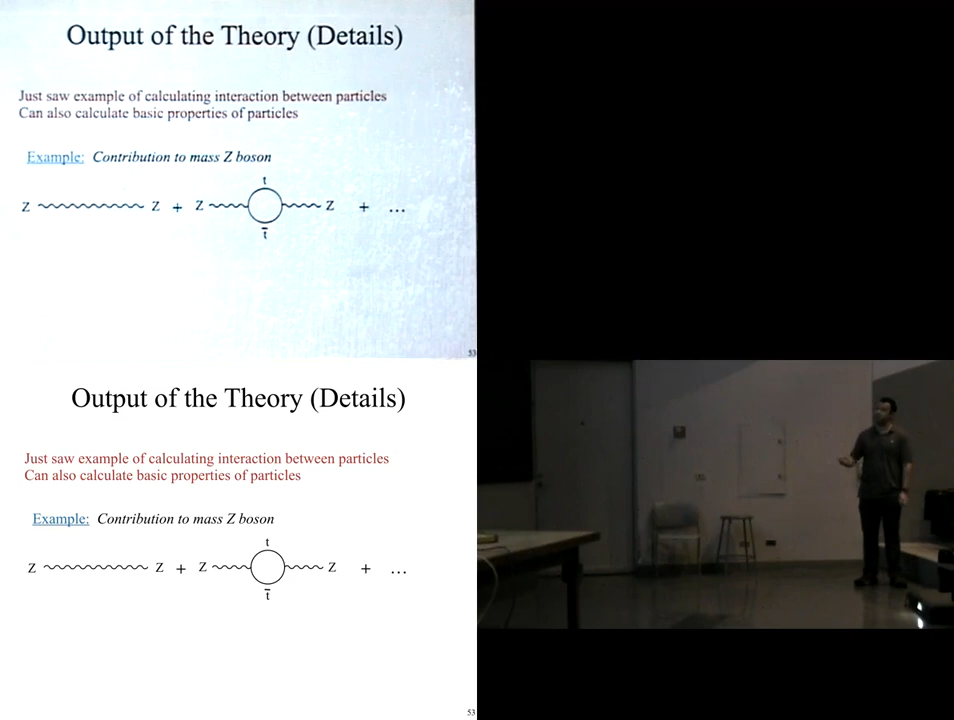 Output of the Theory (Details)
Just saw example of calculating interaction between particles
Can also calculate basic properties of particles
Example: Contribution to mass Z boson
t
Z Z + Z Z + ...
t̄
53
Output of the Theory (Details)
Just saw example of calculating interaction between particles
Can also calculate basic properties of particles
Example: Contribution to mass Z boson
t
Z Z + Z Z + ...
t̄
53